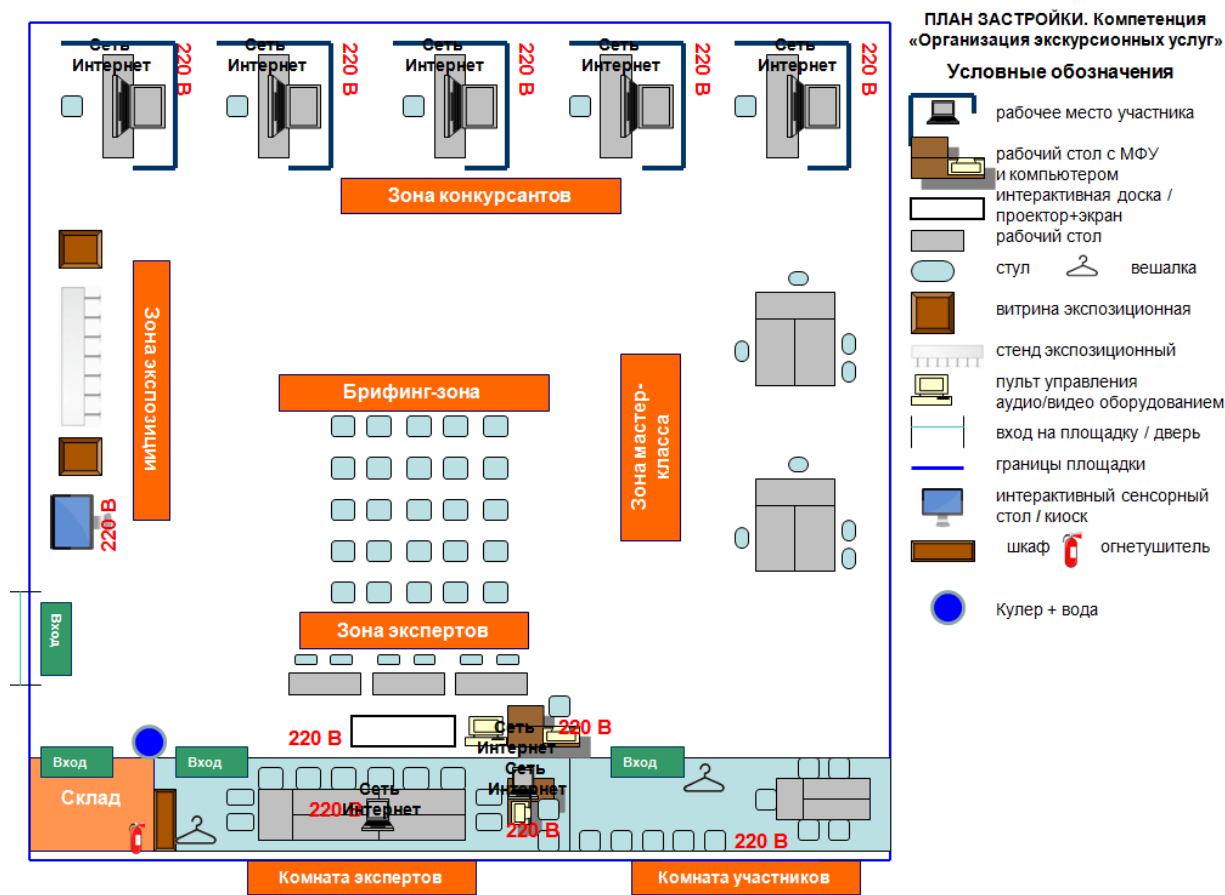 ПЛАН ЗАСТРОЙКИ. Компетенция
«Организация экскурсионных услуг»
Условные обозначения
рабочее место участника
рабочий стол с МФУ
и компьютером
интерактивная доска /
проектор+экран
рабочий стол
стул
вешалка
витрина экспозиционная
стенд экспозиционный
пульт управления
аудио/видео оборудованием
вход на площадку / дверь
границы площадки
интерактивный сенсорный
стол / киоск
шкаф
огнетушитель
Кулер + вода
Сеть
Интернет
220 В
Сеть
Интернет
220 В
Сеть
Интернет
220 В
Сеть
Интернет
220 В
Сеть
Интернет
220 В
Зона конкурсантов
Зона экспозиции
220 В
Брифинг-зона
Зона мастер-
класса
Зона экспертов
Вход
220 В
Сеть
Интернет
220 В
Вход
Вход
Вход
Склад
Сеть
Интернет
220 В
Сеть
Интернет
220 В
220 В
Комната экспертов
Комната участников